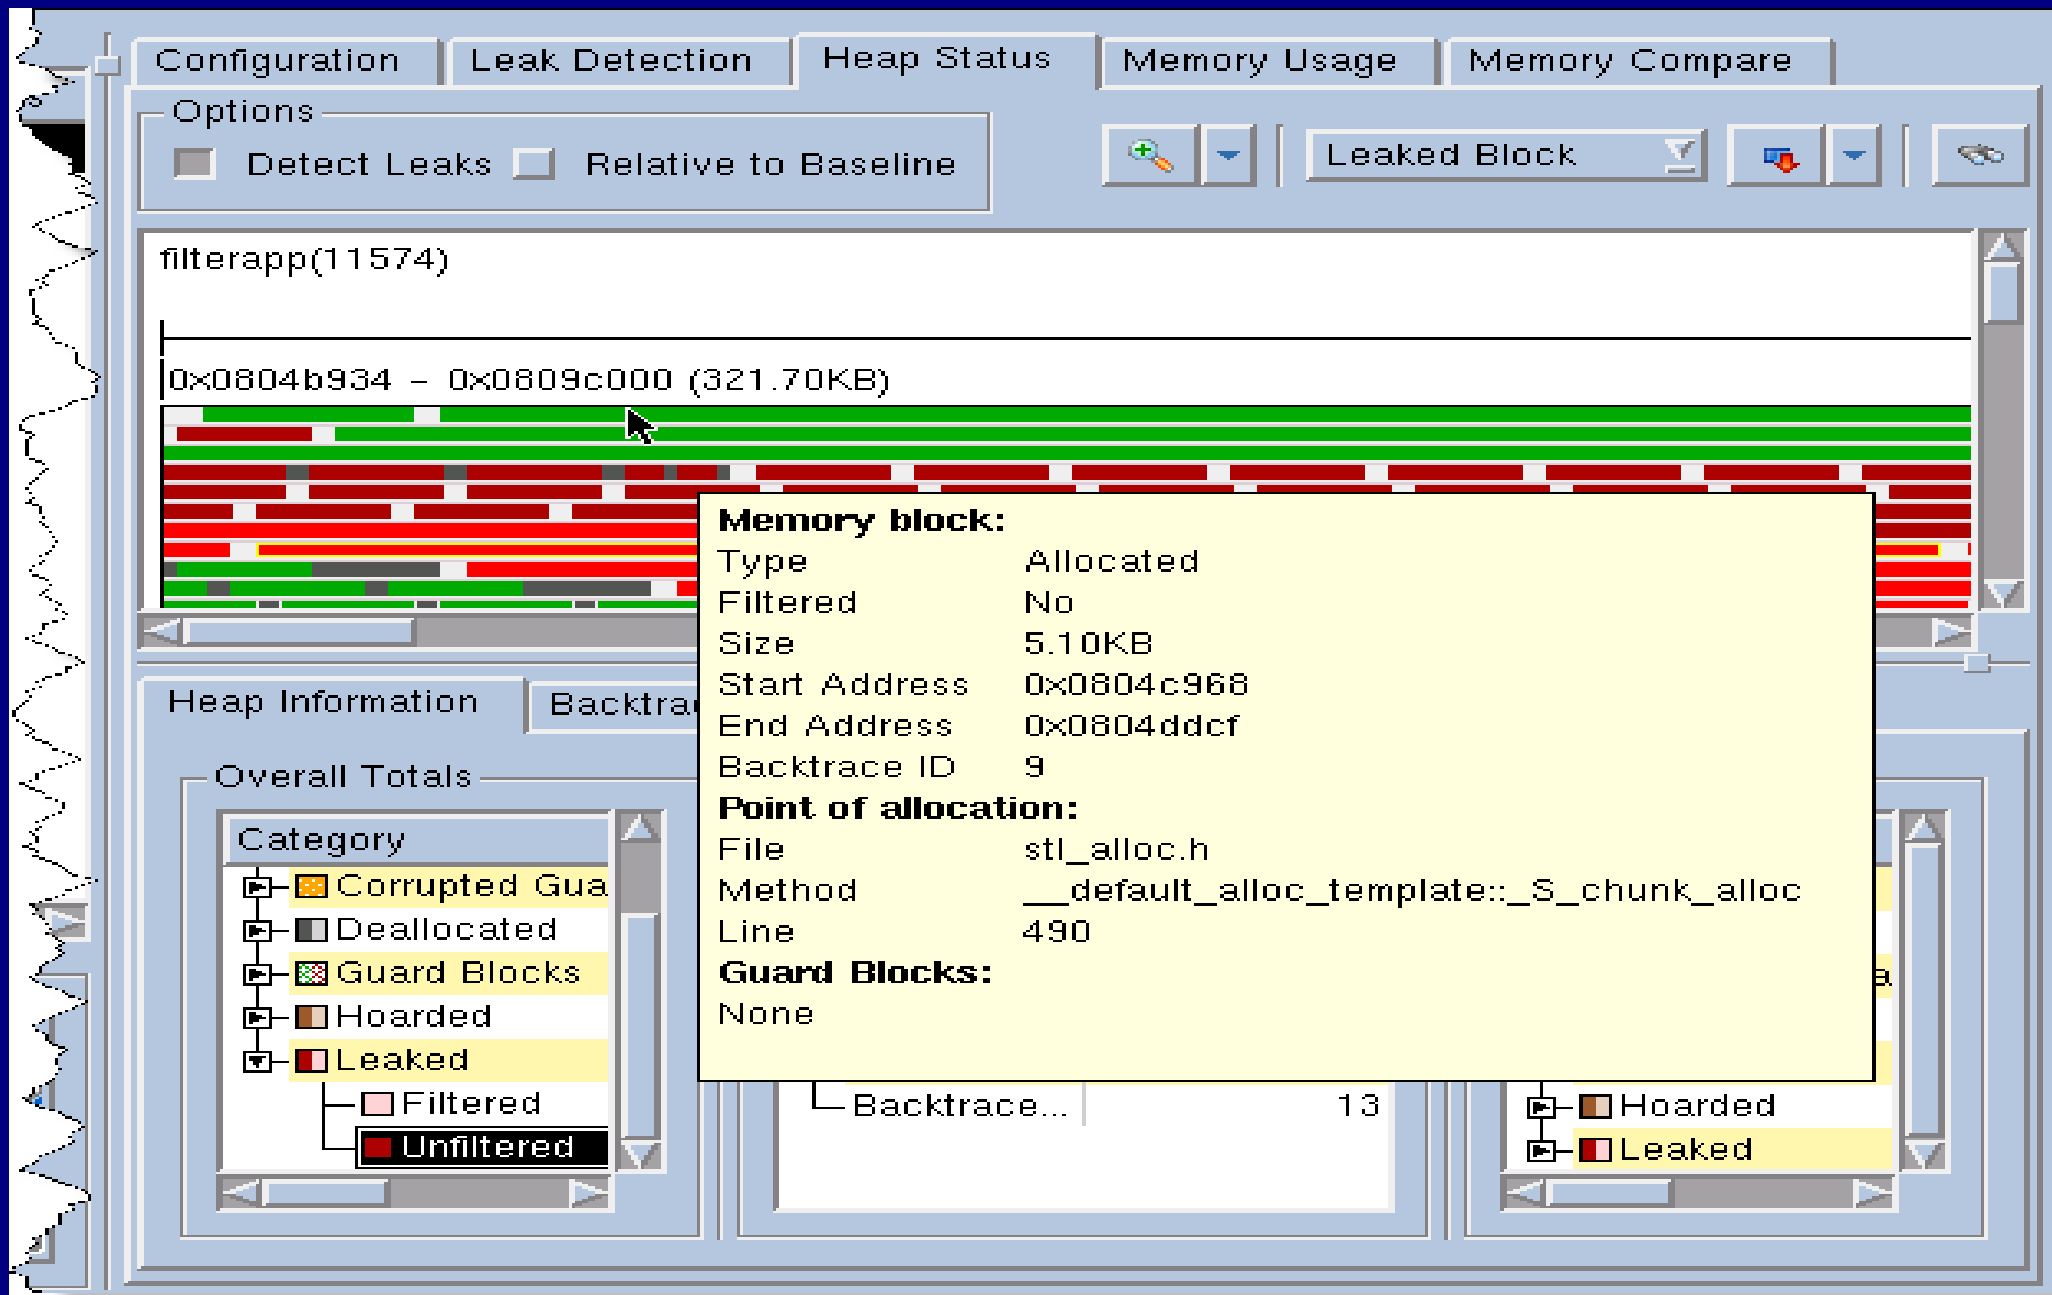 Configuration
Leak Detection
Heap Status
Memory Usage
Memory Compare
Options
Detect Leaks
Relative to Baseline
Leaked Block
filterapp(11574)
0x0804b934 - 0x0809c000 (321.70KB)
Memory block:
Type Allocated
Filtered No
Size 5.10KB
Start Address 0x0804c968
End Address 0x0804ddcf
Backtrace ID 9
Point of allocation:
File stl_alloc.h
Method __default_alloc_template::_S_chunk_alloc
Line 490
Guard Blocks:
None
Heap Information
Backtra
Overall Totals
Category
Corrupted Gua
Deallocated
Guard Blocks
Hoarded
Leaked
Filtered
Unfiltered
Backtrace... 13
a
Hoarded
Leaked